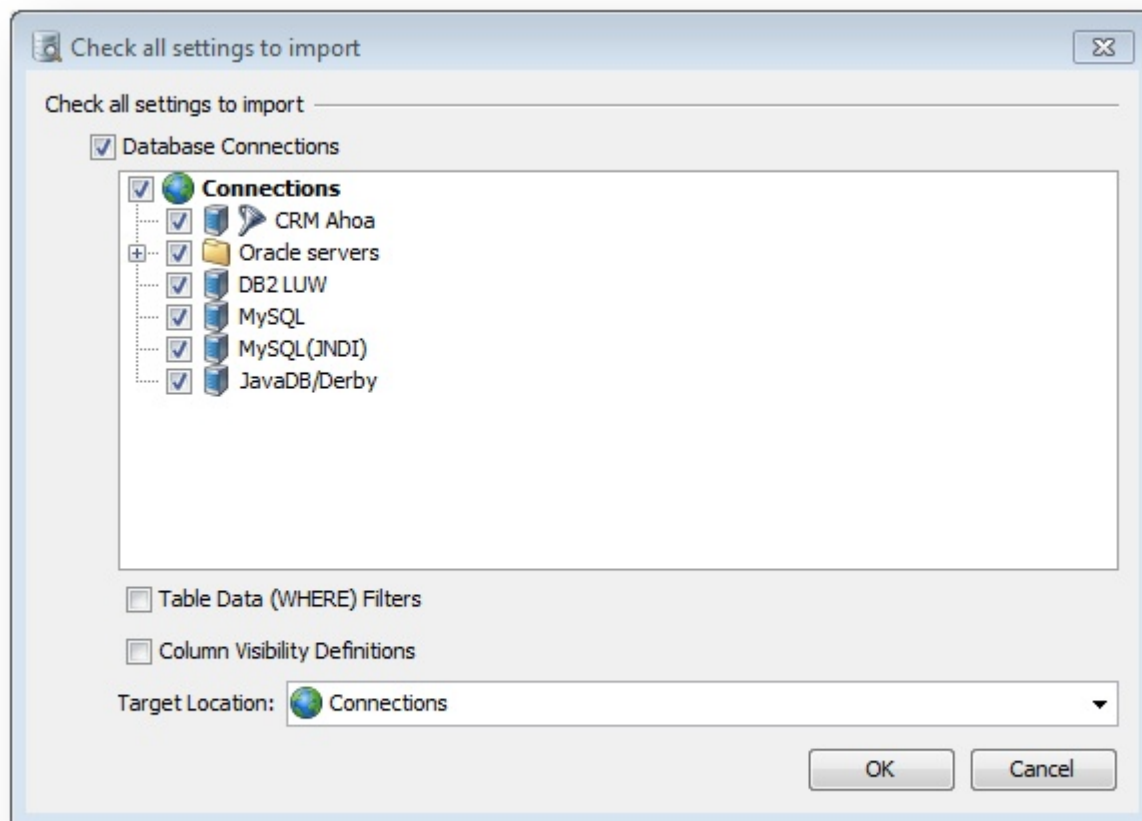 Check all settings to import
Check all settings to import
Database Connections
Connections
CRM Ahoa
Oracle servers
DB2 LUW
MySQL
MySQL(JNDI)
JavaDB/Derby
Table Data (WHERE) Filters
Column Visibility Definitions
Target Location: Connections
OK Cancel